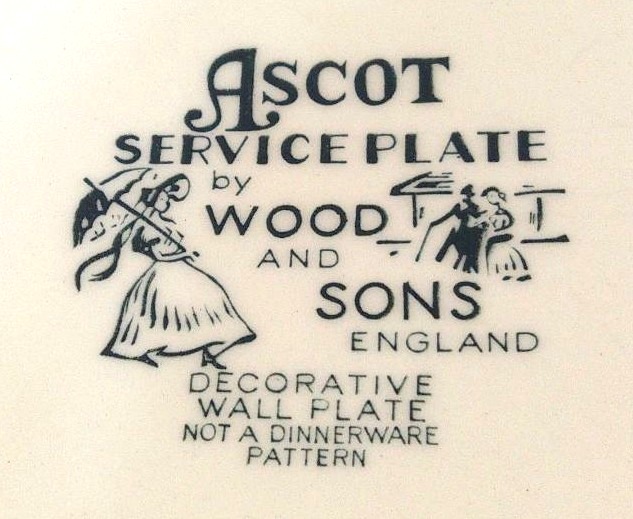 ASCOT
SERVICE PLATE
by
WOOD
AND
SONS
ENGLAND
DECORATIVE
WALL PLATE
NOT A DINNERWARE
PATTERN